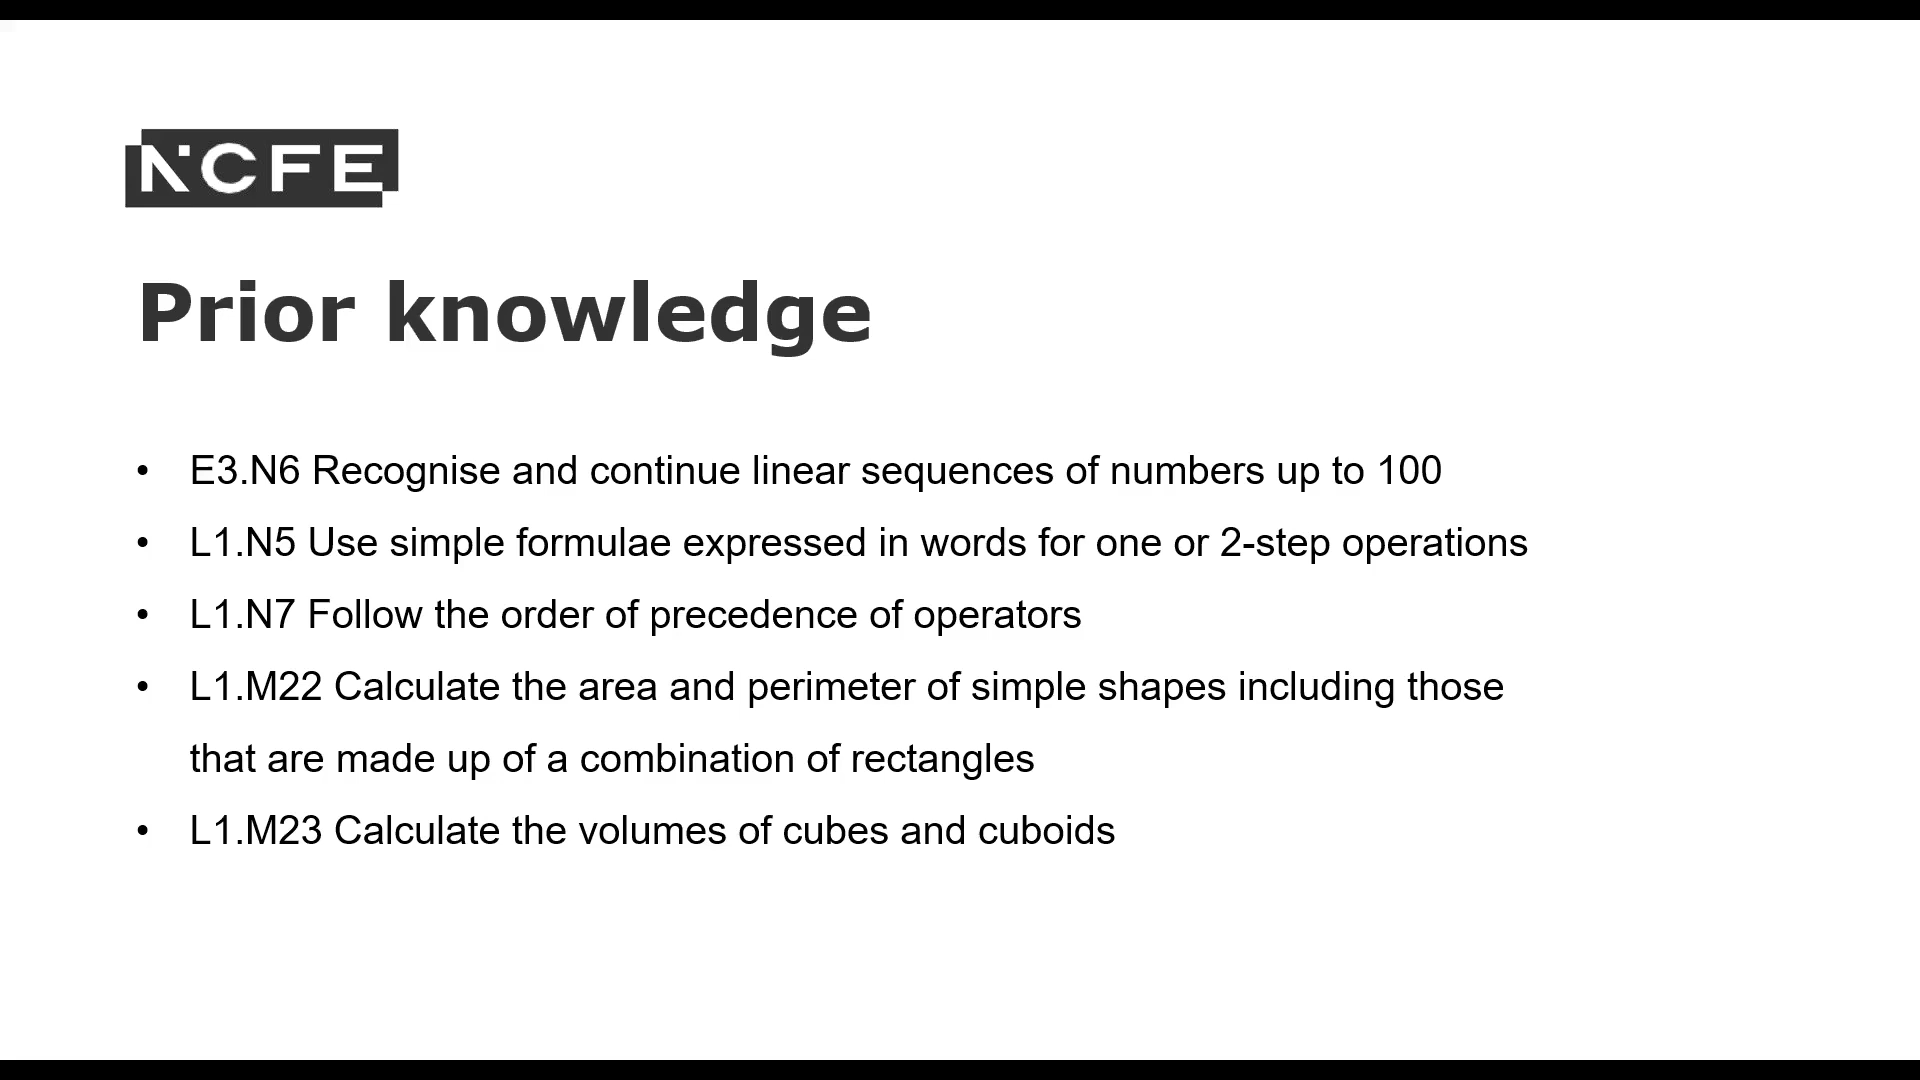 NCFE
Prior knowledge
• E3.N6 Recognise and continue linear sequences of numbers up to 100
• L1.N5 Use simple formulae expressed in words for one or 2-step operations
• L1.N7 Follow the order of precedence of operators
• L1.M22 Calculate the area and perimeter of simple shapes including those
that are made up of a combination of rectangles
• L1.M23 Calculate the volumes of cubes and cuboids